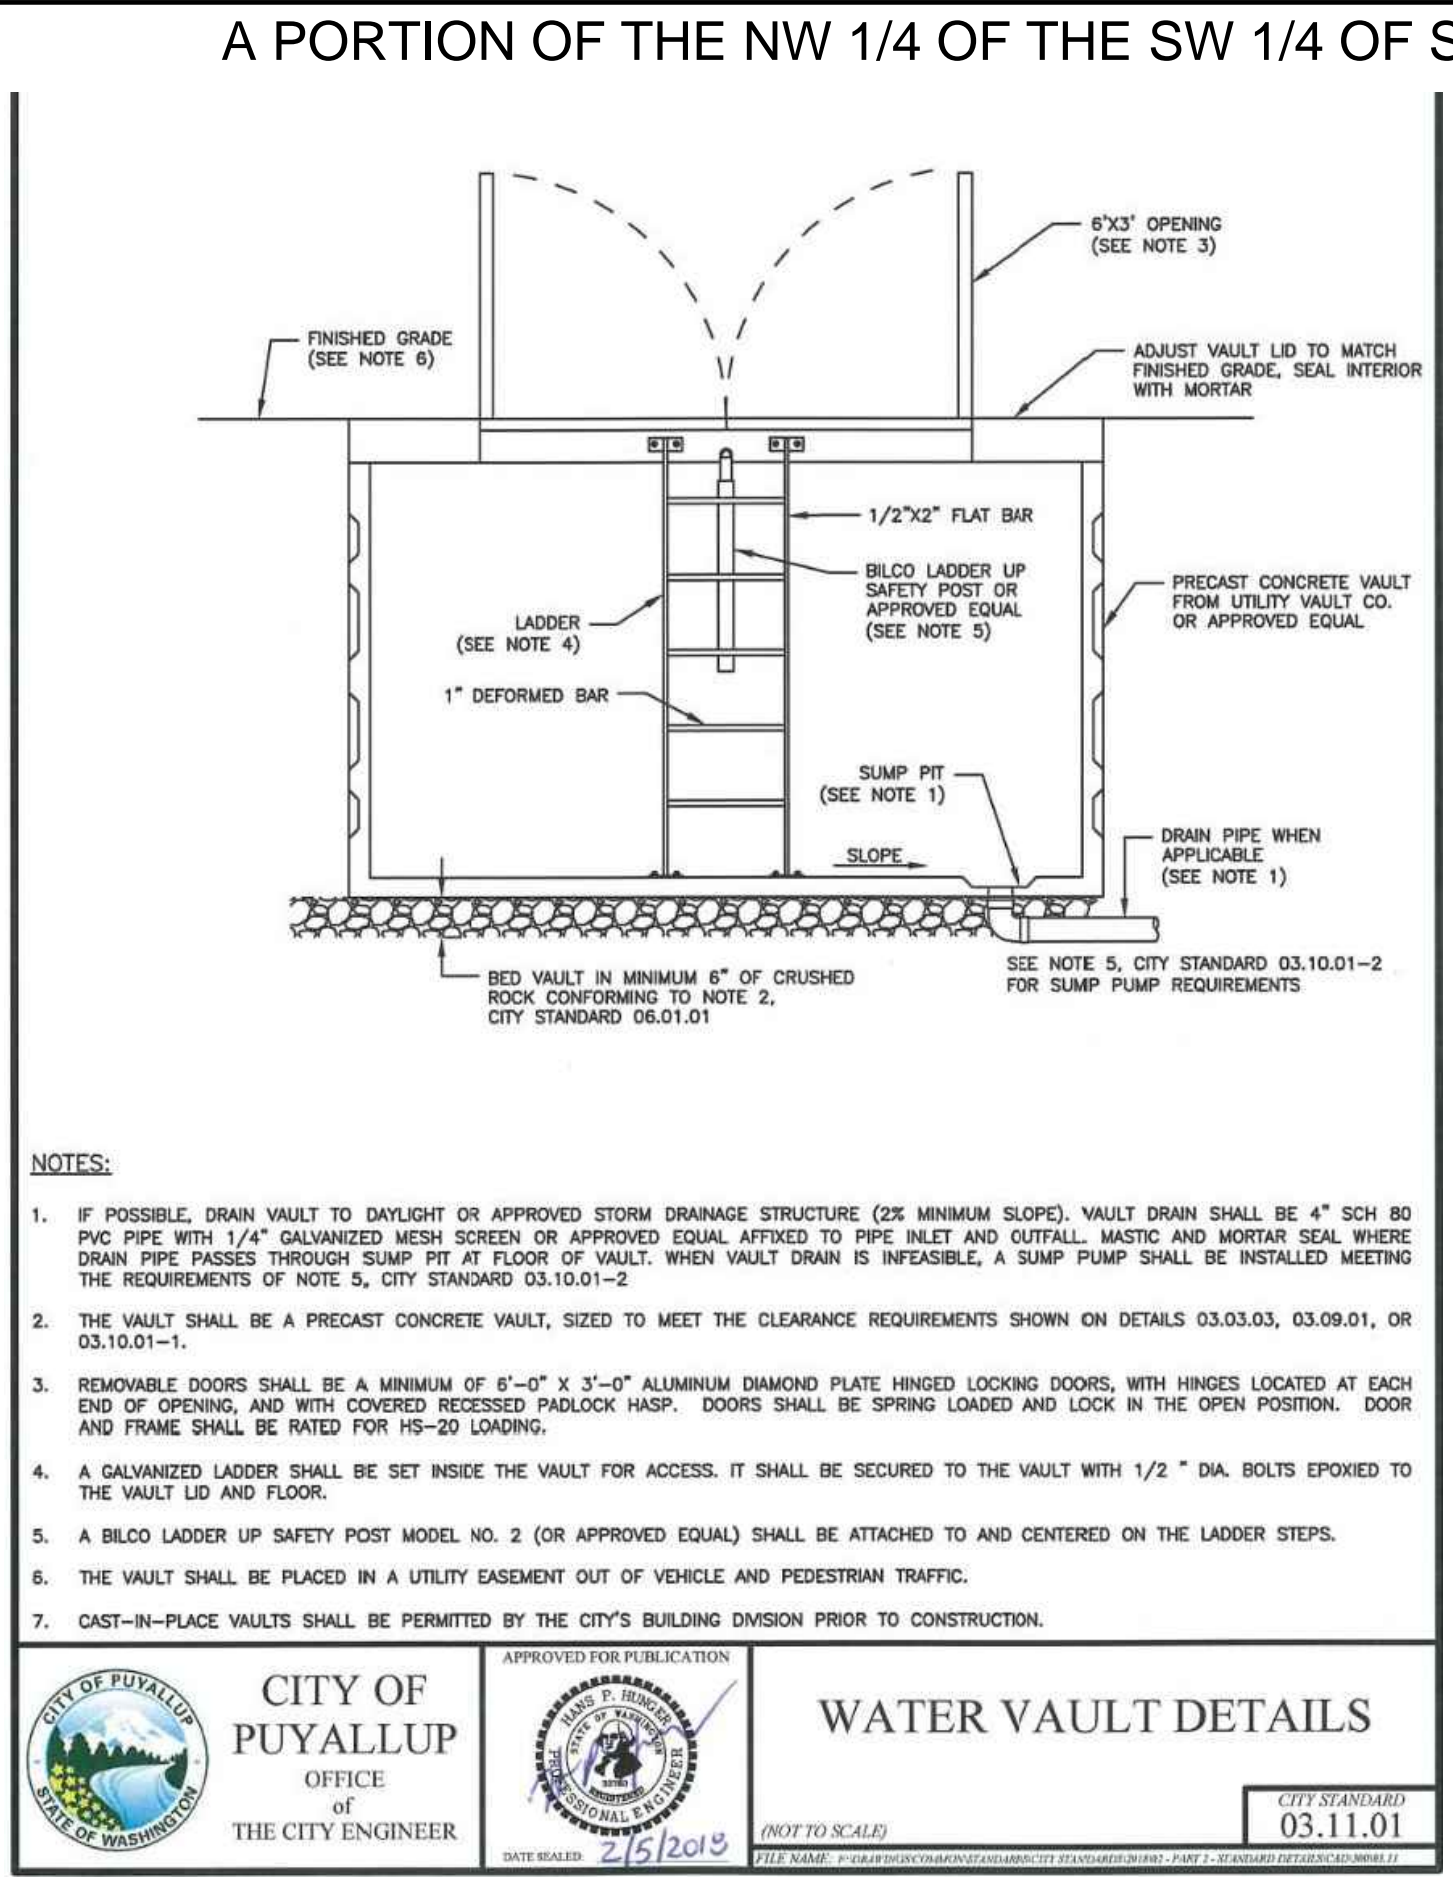 A PORTION OF THE NW 1/4 OF THE SW 1/4 OF S
6'X3' OPENING
(SEE NOTE 3)
FINISHED GRADE
(SEE NOTE 6)
ADJUST VAULT LID TO MATCH
FINISHED GRADE, SEAL INTERIOR
WITH MORTAR
1/2"X2" FLAT BAR
BILCO LADDER UP
SAFETY POST OR
APPROVED EQUAL
(SEE NOTE 5)
PRECAST CONCRETE VAULT
FROM UTILITY VAULT CO.
OR APPROVED EQUAL
LADDER
(SEE NOTE 4)
1" DEFORMED BAR
SUMP PIT
(SEE NOTE 1)
DRAIN PIPE WHEN
APPLICABLE
(SEE NOTE 1)
SLOPE
BED VAULT IN MINIMUM 6" OF CRUSHED
ROCK CONFORMING TO NOTE 2,
CITY STANDARD 06.01.01
SEE NOTE 5, CITY STANDARD 03.10.01-2
FOR SUMP PUMP REQUIREMENTS
NOTES:
1. IF POSSIBLE, DRAIN VAULT TO DAYLIGHT OR APPROVED STORM DRAINAGE STRUCTURE (2% MINIMUM SLOPE). VAULT DRAIN SHALL BE 4" SCH 80
PVC PIPE WITH 1/4" GALVANIZED MESH SCREEN OR APPROVED EQUAL AFFIXED TO PIPE INLET AND OUTFALL. MASTIC AND MORTAR SEAL WHERE
DRAIN PIPE PASSES THROUGH SUMP PIT AT FLOOR OF VAULT. WHEN VAULT DRAIN IS INFEASIBLE, A SUMP PUMP SHALL BE INSTALLED MEETING
THE REQUIREMENTS OF NOTE 5, CITY STANDARD 03.10.01-2
2. THE VAULT SHALL BE A PRECAST CONCRETE VAULT, SIZED TO MEET THE CLEARANCE REQUIREMENTS SHOWN ON DETAILS 03.03.03, 03.09.01, OR
03.10.01-1.
3. REMOVABLE DOORS SHALL BE A MINIMUM OF 6'-0" X 3'-0" ALUMINUM DIAMOND PLATE HINGED LOCKING DOORS, WITH HINGES LOCATED AT EACH
END OF OPENING, AND WITH COVERED RECESSED PADLOCK HASP. DOORS SHALL BE SPRING LOADED AND LOCK IN THE OPEN POSITION. DOOR
AND FRAME SHALL BE RATED FOR HS-20 LOADING.
4. A GALVANIZED LADDER SHALL BE SET INSIDE THE VAULT FOR ACCESS. IT SHALL BE SECURED TO THE VAULT WITH 1/2 " DIA. BOLTS EPOXIED TO
THE VAULT LID AND FLOOR.
5. A BILCO LADDER UP SAFETY POST MODEL NO. 2 (OR APPROVED EQUAL) SHALL BE ATTACHED TO AND CENTERED ON THE LADDER STEPS.
6. THE VAULT SHALL BE PLACED IN A UTILITY EASEMENT OUT OF VEHICLE AND PEDESTRIAN TRAFFIC.
7. CAST-IN-PLACE VAULTS SHALL BE PERMITTED BY THE CITY'S BUILDING DIVISION PRIOR TO CONSTRUCTION.
CITY OF PUYALLUP
STATE OF WASHINGTON
CITY OF
PUYALLUP
OFFICE
of
THE CITY ENGINEER
APPROVED FOR PUBLICATION
HANS P. HUNGER
STATE OF WASHINGTON
REGISTERED
PROFESSIONAL ENGINEER
DATE SEALED: 2/5/2019
WATER VAULT DETAILS
(NOT TO SCALE)
CITY STANDARD
03.11.01
FILE NAME: